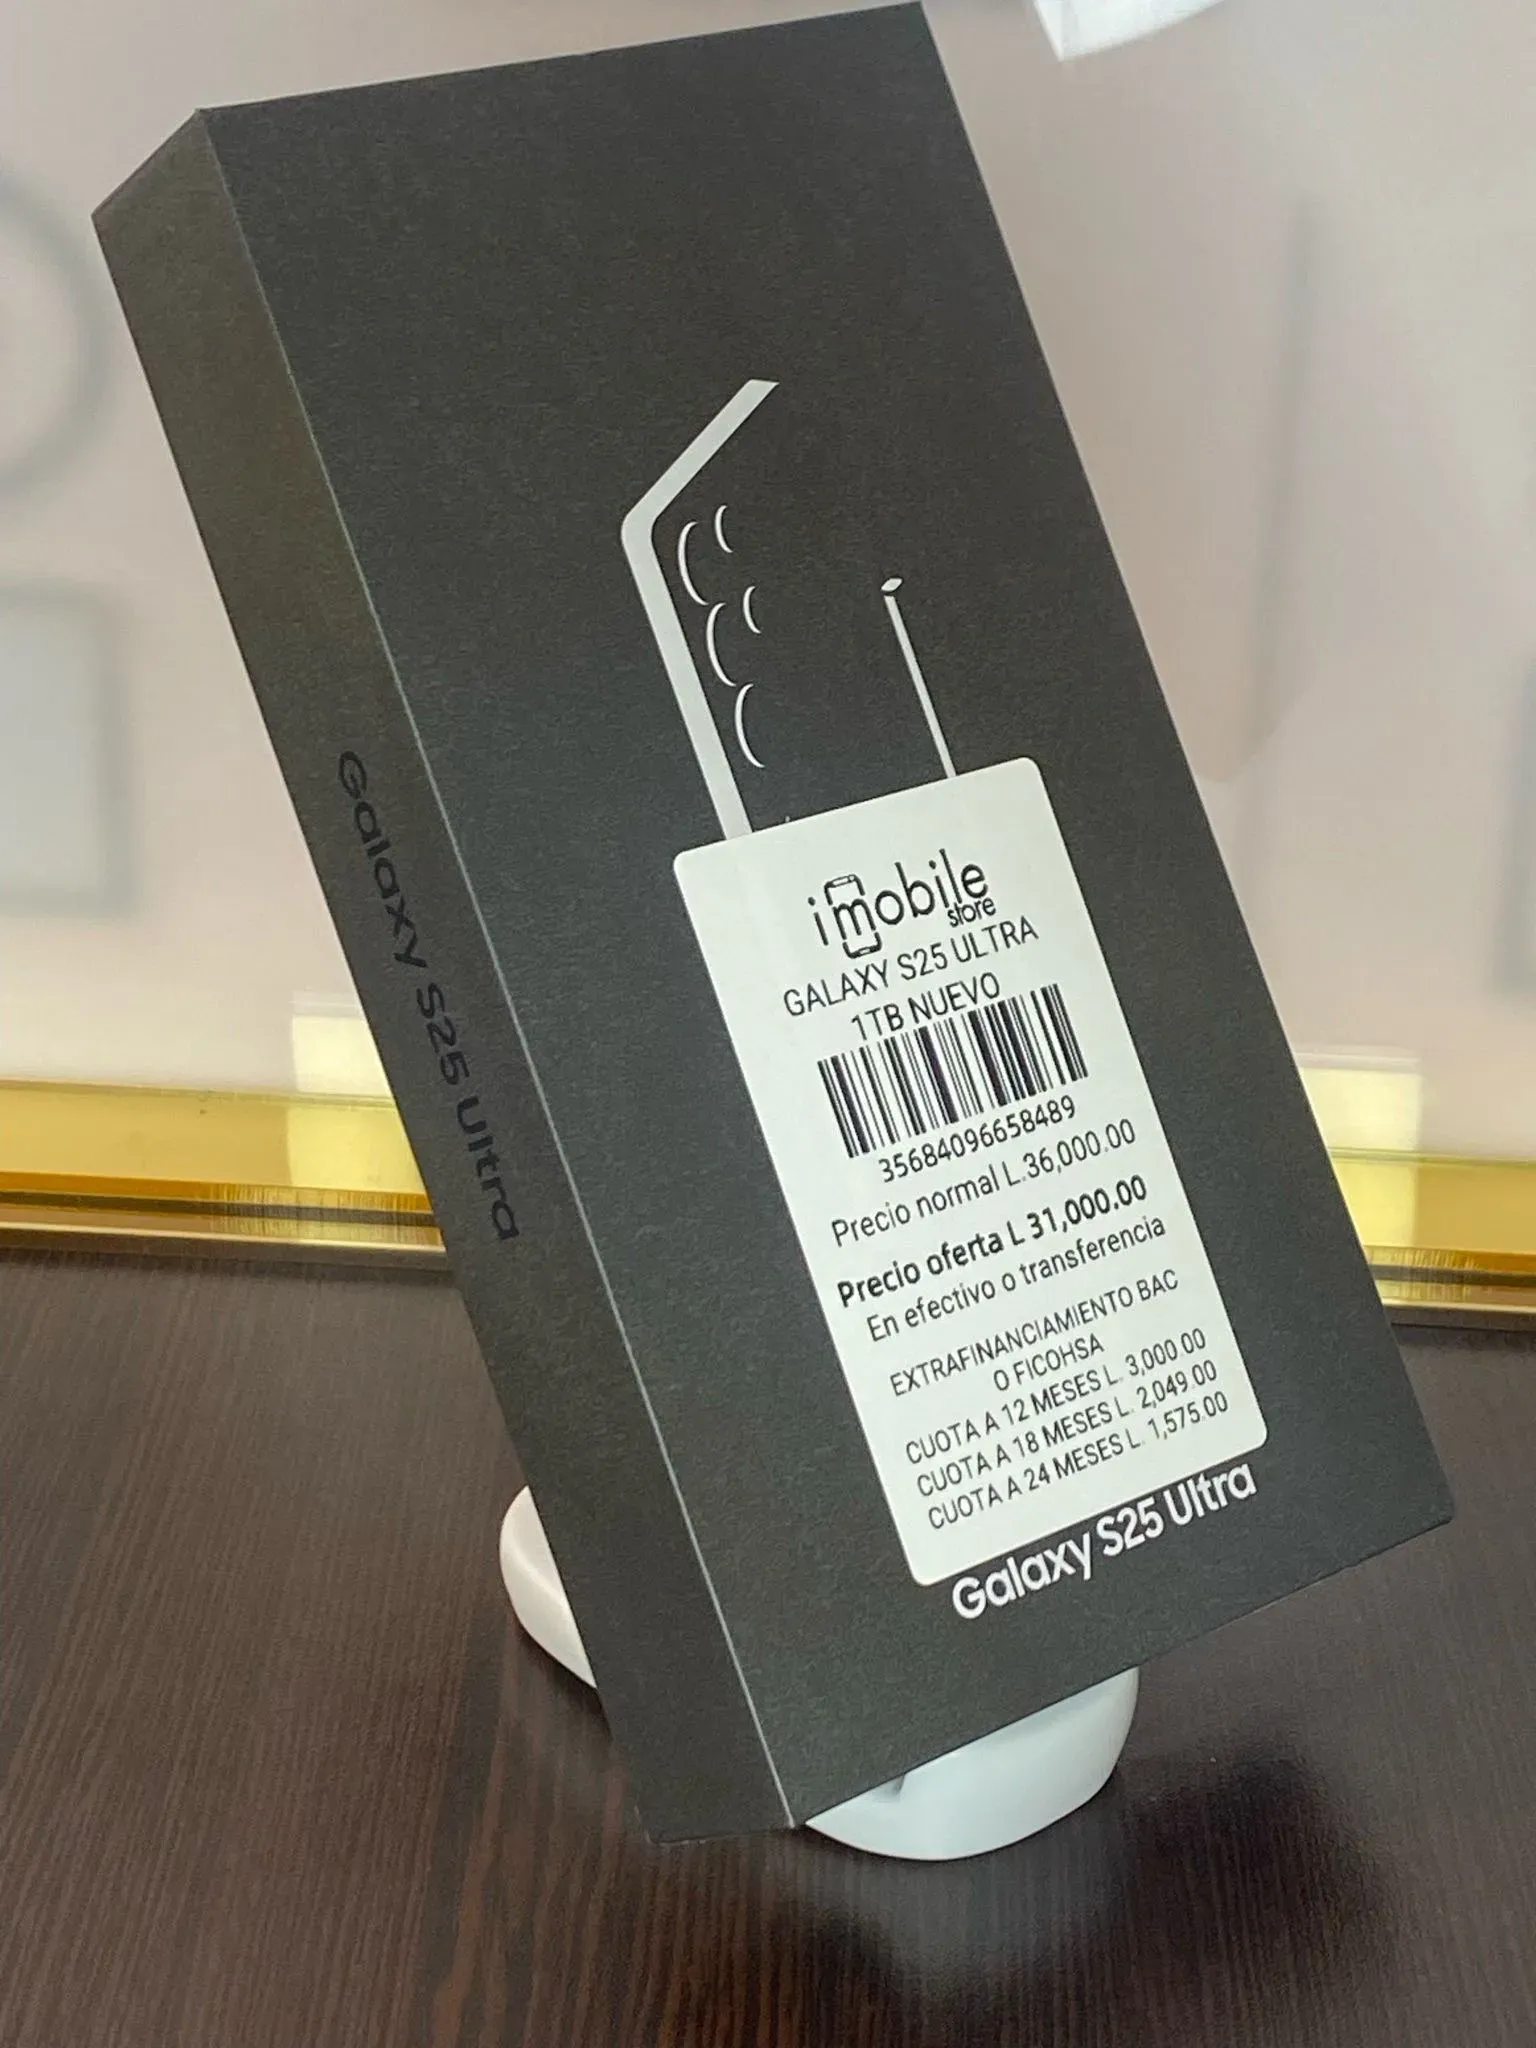 Galaxy S25 Ultra
imobile
store
GALAXY S25 ULTRA
1TB NUEVO
35684096658489
Precio normal L.36,000.00
Precio oferta L 31,000.00
En efectivo o transferencia
EXTRAFINANCIAMIENTO BAC
O FICOHSA
CUOTA A 12 MESES L. 3,000.00
CUOTA A 18 MESES L. 2,049.00
CUOTA A 24 MESES L. 1,575.00
Galaxy S25 Ultra